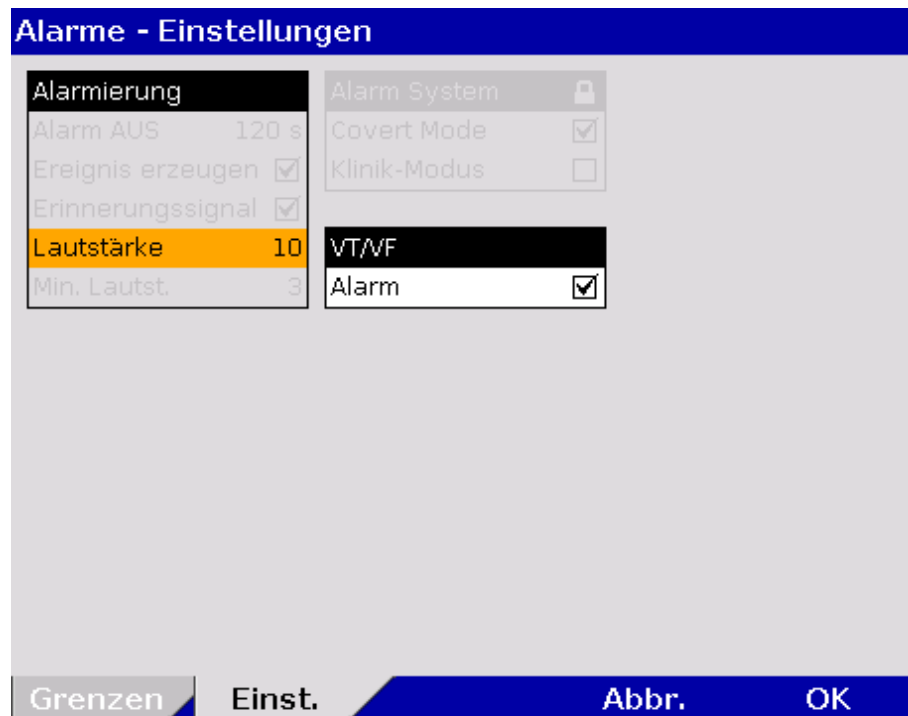 Alarme - Einstellungen
Alarmierung
Alarm AUS 120 s
Ereignis erzeugen
Erinnerungssignal
Lautstärke 10
Min. Lautst. 3
Alarm System
Covert Mode
Klinik-Modus
VT/VF
Alarm
Grenzen Einst. Abbr. OK